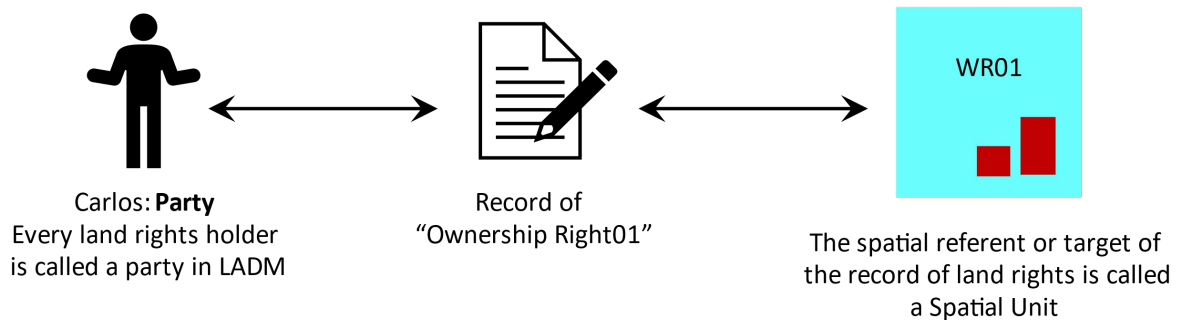 Carlos: Party
Every land rights holder
is called a party in LADM
Record of
“Ownership Right01”
WR01
The spatial referent or target of
the record of land rights is called
a Spatial Unit